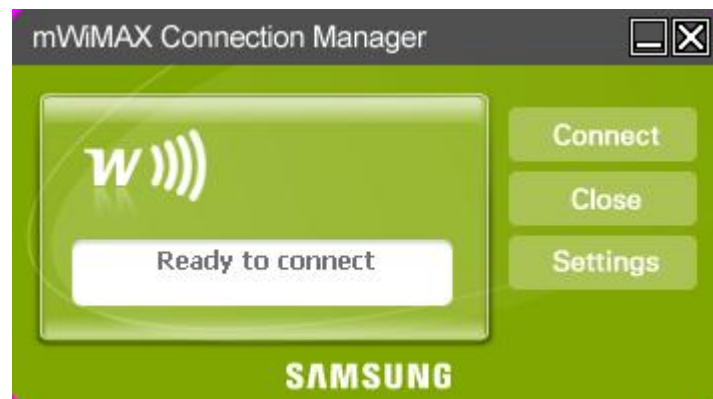 mWiMAX Connection Manager
w
Connect
Close
Ready to connect
Settings
SAMSUNG